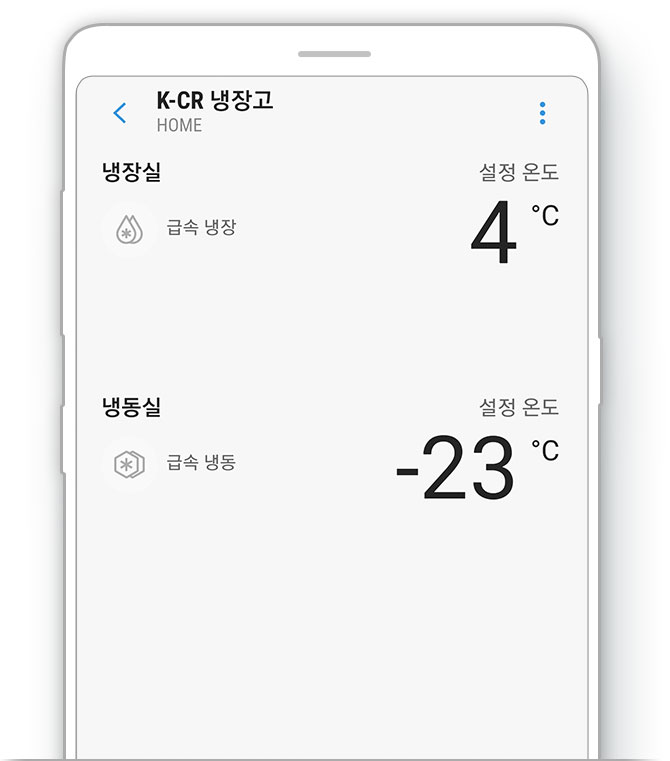 K-CR 냉장고
HOME
냉장실 설정 온도
급속 냉장 4 °C
냉동실 설정 온도
급속 냉동 -23 °C